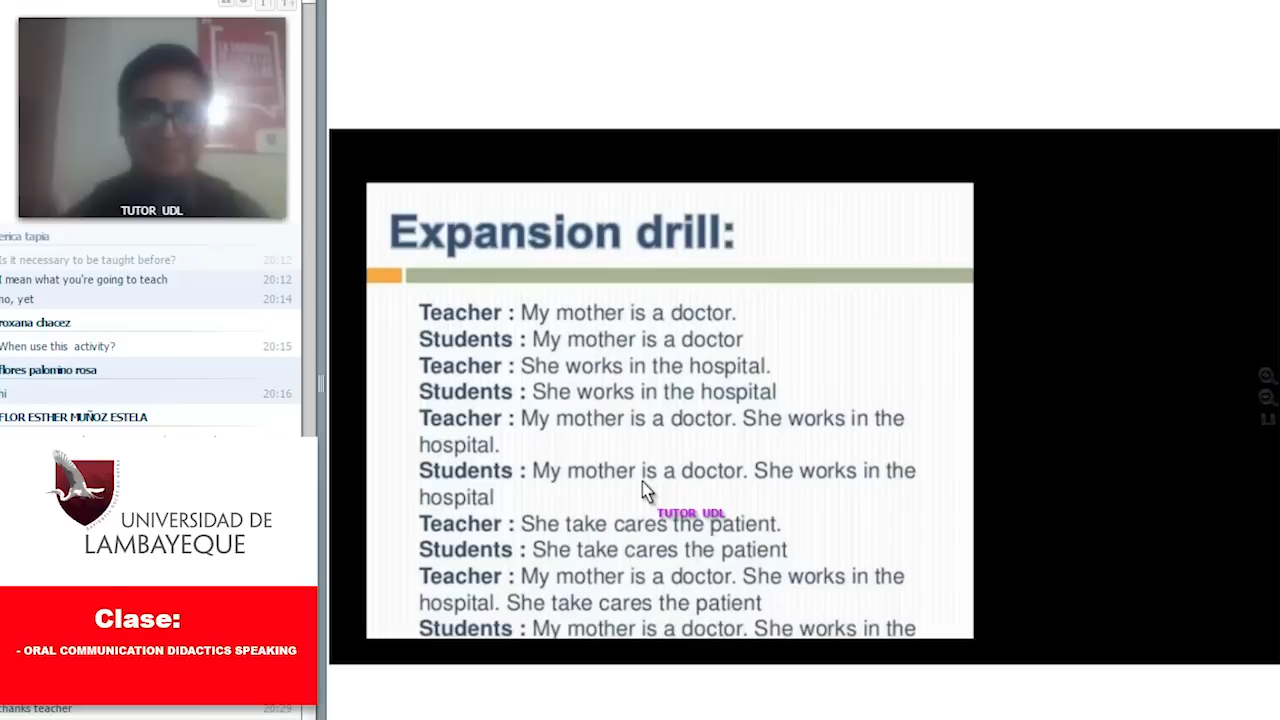 TUTOR UDL
erica tapia
Is it necessary to be taught before? 20:12
I mean what you're going to teach 20:12
no, yet 20:14
roxana chacez
When use this activity? 20:15
flores palomino rosa
hi 20:16
FLOR ESTHER MUÑOZ ESTELA
UNIVERSIDAD DE
LAMBAYEQUE
Clase:
- ORAL COMMUNICATION DIDACTICS SPEAKING
thanks teacher 20:29
Expansion drill:
Teacher : My mother is a doctor.
Students : My mother is a doctor
Teacher : She works in the hospital.
Students : She works in the hospital
Teacher : My mother is a doctor. She works in the
hospital.
Students : My mother is a doctor. She works in the
hospital
TUTOR UDL
Teacher : She take cares the patient.
Students : She take cares the patient
Teacher : My mother is a doctor. She works in the
hospital. She take cares the patient
Students : My mother is a doctor. She works in the